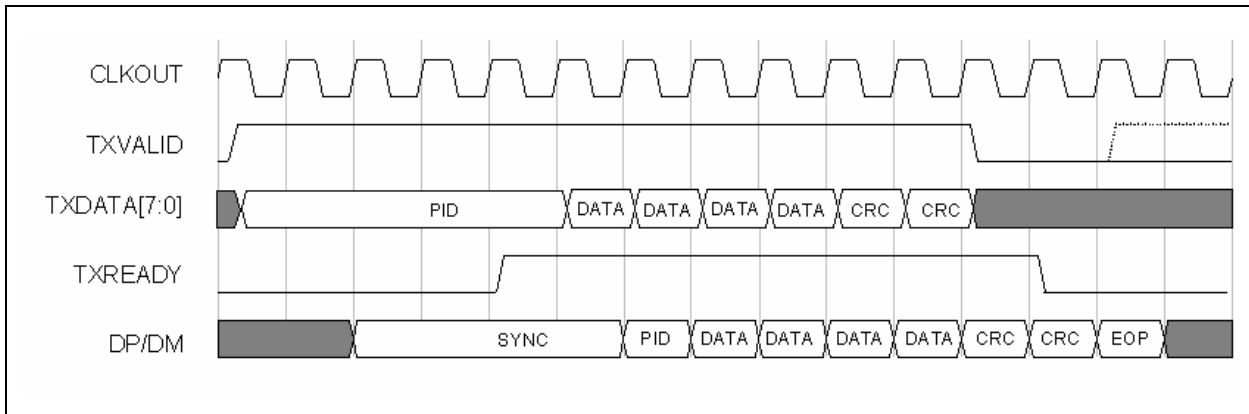 CLKOUT
TXVALID
TXDATA[7:0] PID DATA DATA DATA DATA CRC CRC
TXREADY
DP/DM SYNC PID DATA DATA DATA DATA CRC CRC EOP